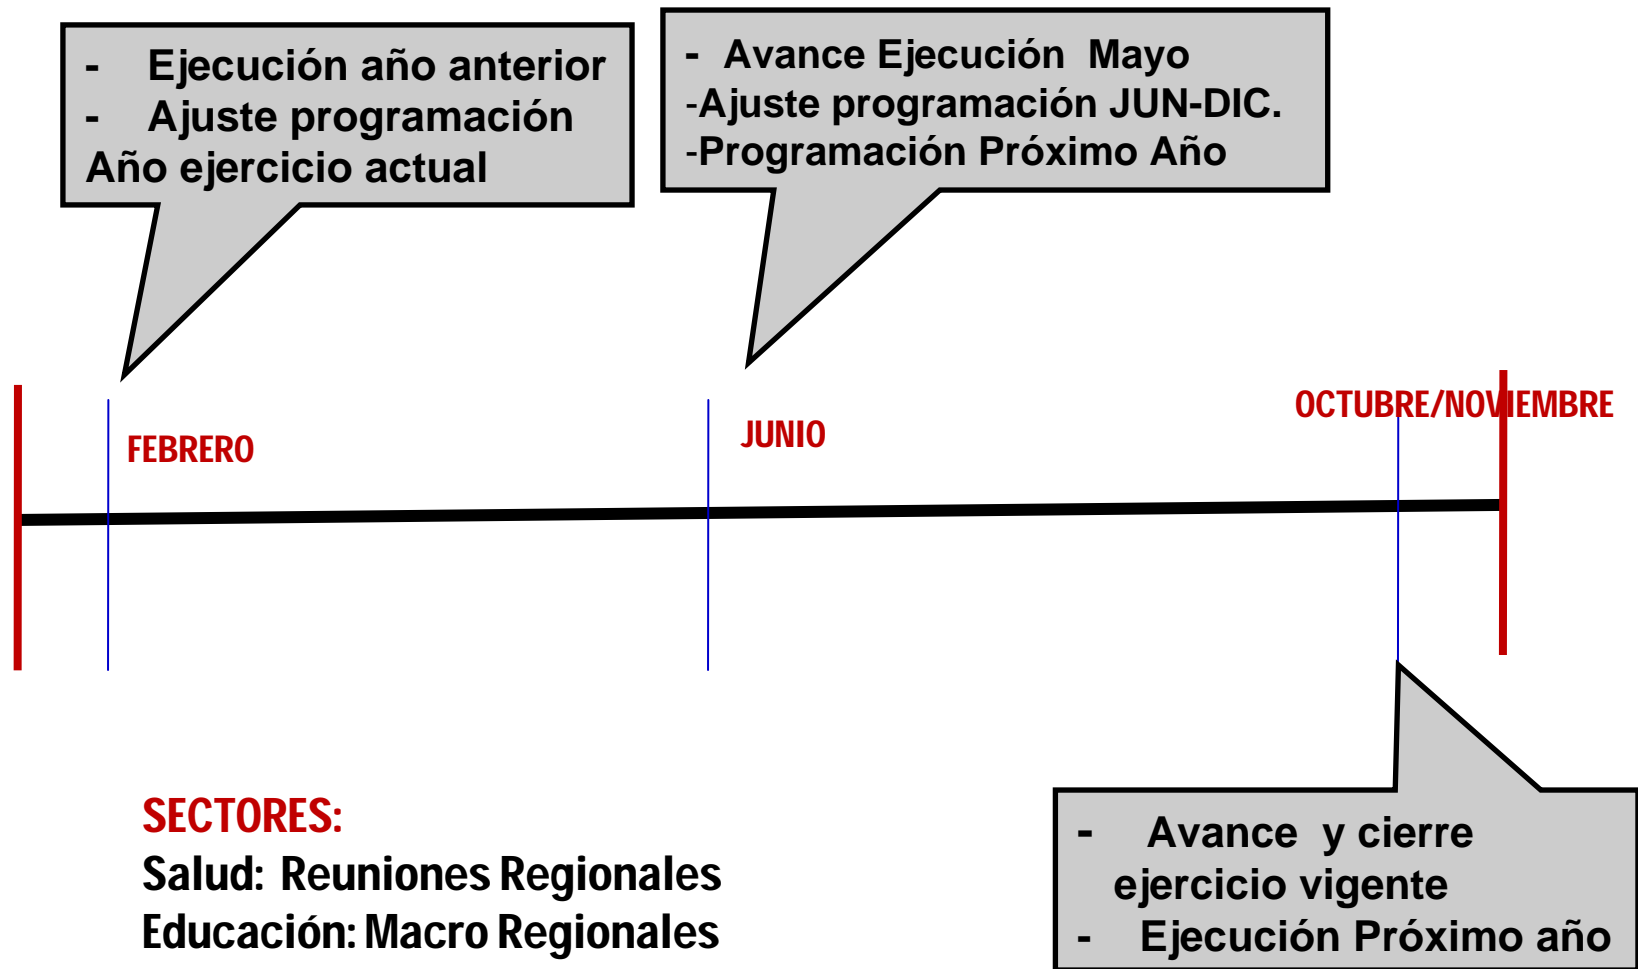 - Ejecución año anterior
- Ajuste programación
Año ejercicio actual
- Avance Ejecución Mayo
-Ajuste programación JUN-DIC.
-Programación Próximo Año
FEBRERO
JUNIO
OCTUBRE/NOVIEMBRE
SECTORES:
Salud: Reuniones Regionales
Educación: Macro Regionales
- Avance y cierre
ejercicio vigente
- Ejecución Próximo año